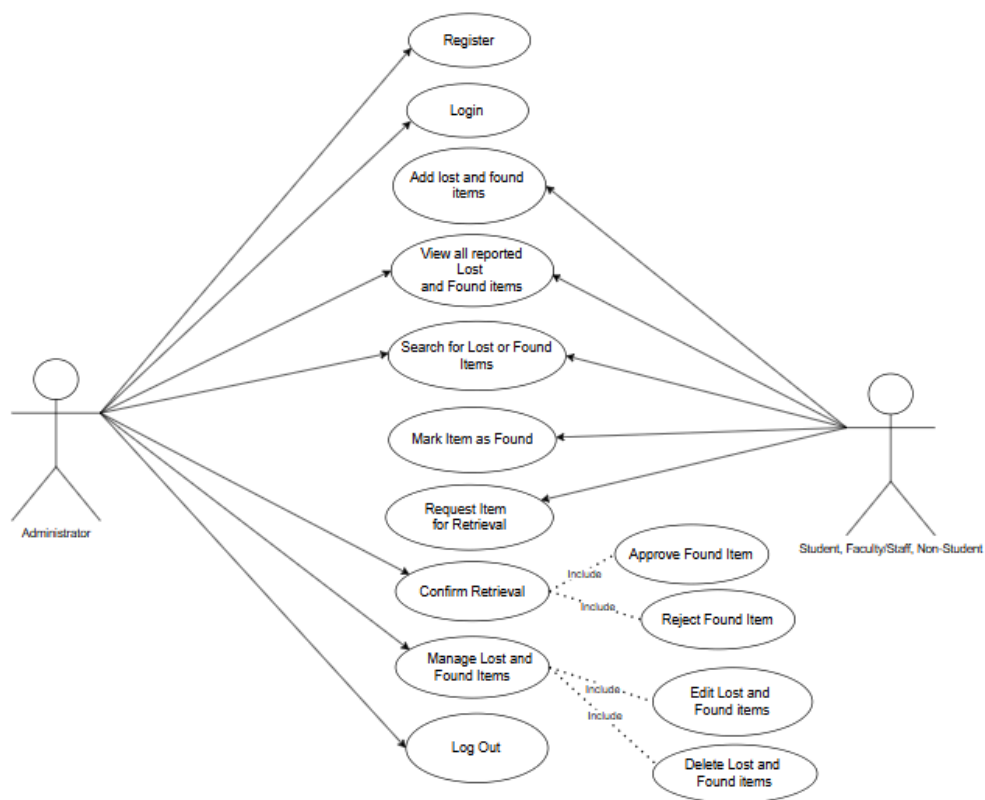 Register
Login
Add lost and found
items
View all reported
Lost
and Found items
Search for Lost or Found
Items
Mark Item as Found
Request Item
for Retrieval
Administrator
Student, Faculty/Staff, Non-Student
Approve Found Item
Include
Confirm Retrieval
Include
Reject Found Item
Manage Lost and
Found Items
Include
Edit Lost and
Found items
Include
Log Out
Delete Lost and
Found items